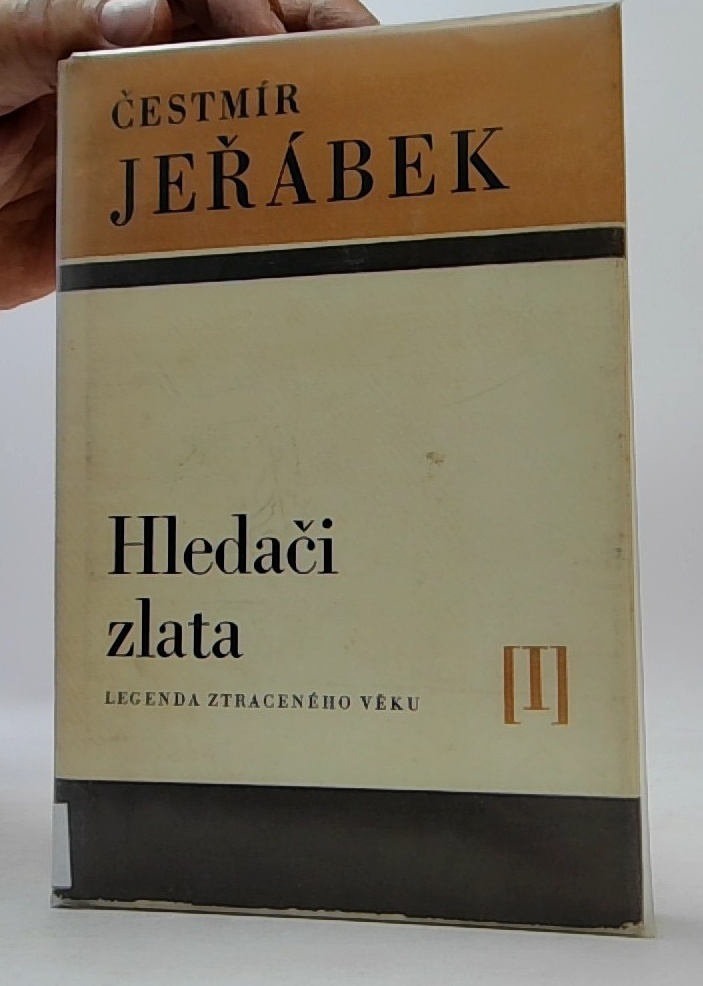 ČESTMÍR
JEŘÁBEK
Hledači
zlata
LEGENDA ZTRACENÉHO VĚKU
[I]